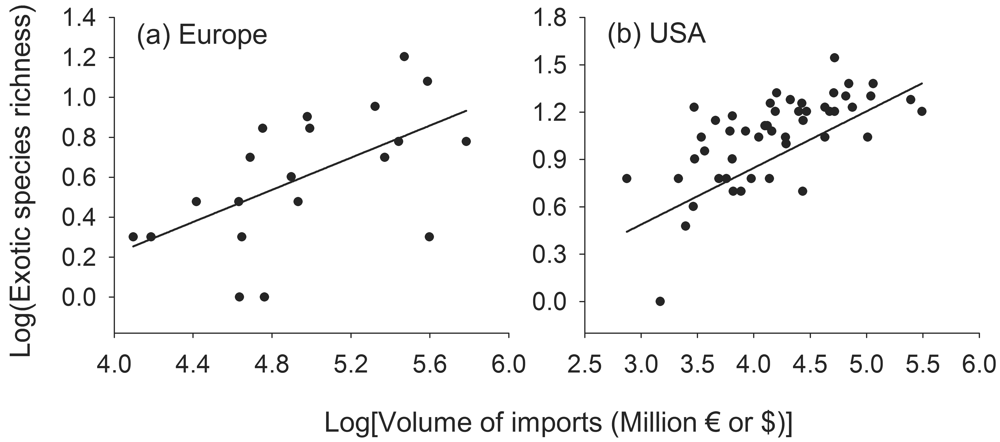 Log(Exotic species richness)
(a) Europe
1.4
1.2
1.0
0.8
0.6
0.4
0.2
0.0
4.0 4.4 4.8 5.2 5.6 6.0
(b) USA
1.8
1.5
1.2
0.9
0.6
0.3
0.0
2.5 3.0 3.5 4.0 4.5 5.0 5.5 6.0
Log[Volume of imports (Million € or $)]